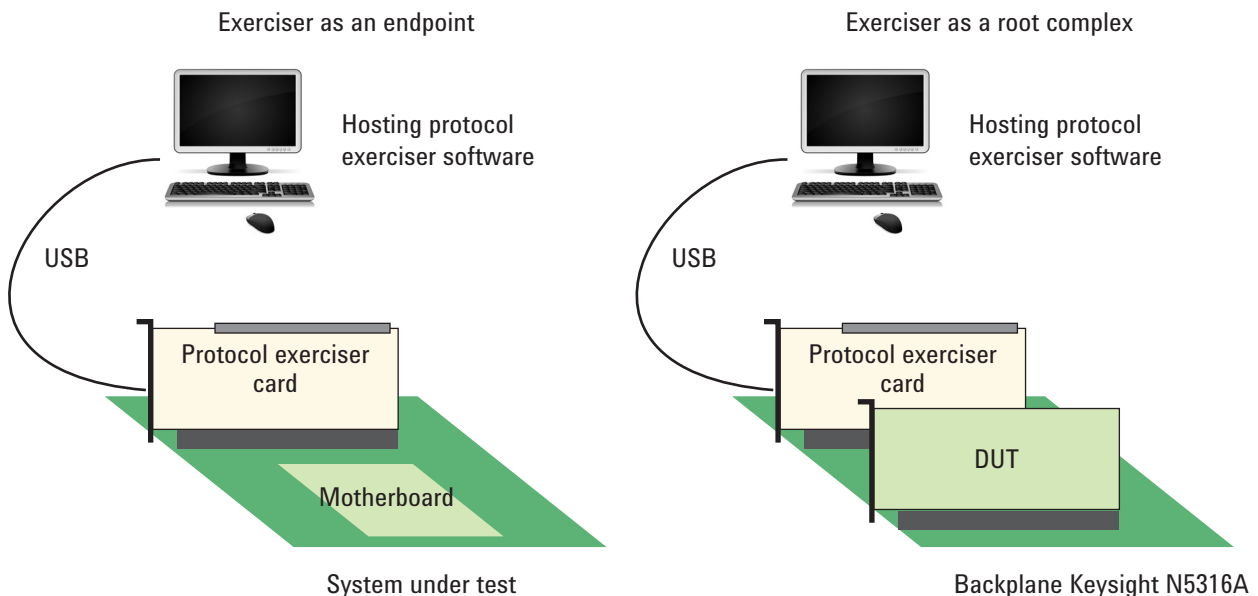 Exerciser as an endpoint
Hosting protocol
exerciser software
USB
Protocol exerciser
card
Motherboard
System under test
Exerciser as a root complex
Hosting protocol
exerciser software
USB
Protocol exerciser
card
DUT
Backplane Keysight N5316A